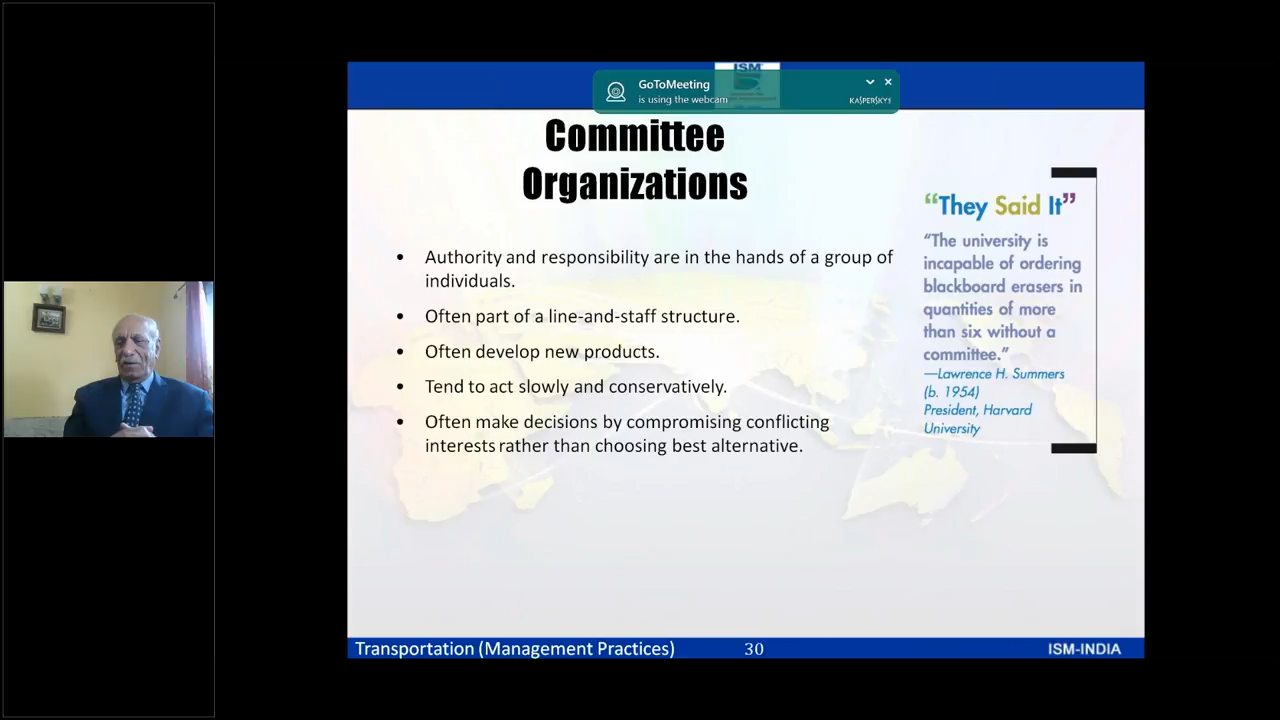 ISM
GoToMeeting
is using the webcam
KASPERSKY
Committee
Organizations
• Authority and responsibility are in the hands of a group of
individuals.
• Often part of a line-and-staff structure.
• Often develop new products.
• Tend to act slowly and conservatively.
• Often make decisions by compromising conflicting
interests rather than choosing best alternative.
“They Said It”
“The university is
incapable of ordering
blackboard erasers in
quantities of more
than six without a
committee.”
—Lawrence H. Summers
(b. 1954)
President, Harvard
University
Transportation (Management Practices)
30
ISM-INDIA